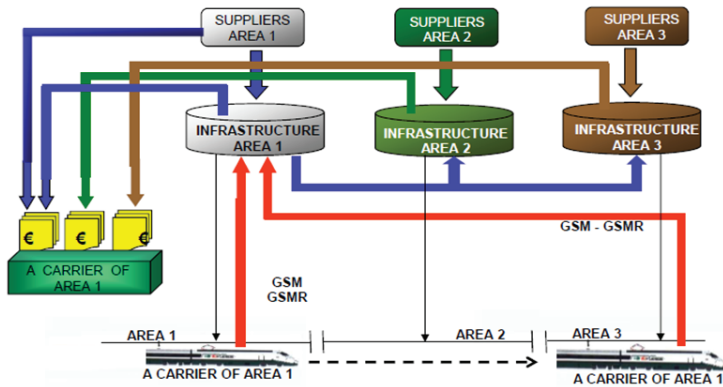 SUPPLIERS
AREA 1
SUPPLIERS
AREA 2
SUPPLIERS
AREA 3
INFRASTRUCTURE
AREA 1
INFRASTRUCTURE
AREA 2
INFRASTRUCTURE
AREA 3
€
€
€
A CARRIER OF
AREA 1
GSM - GSMR
GSM
GSMR
AREA 1
AREA 2
AREA 3
A CARRIER OF AREA 1
A CARRIER OF AREA 1